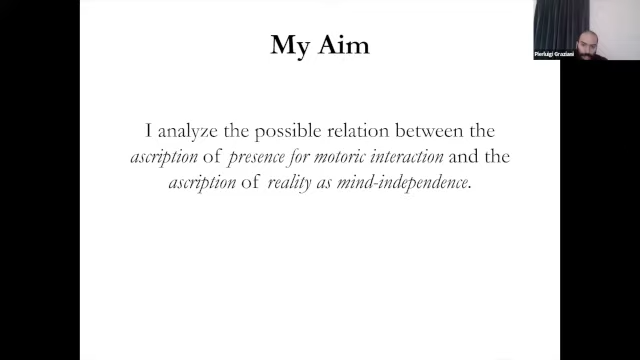 My Aim
Pierluigi Graziani
I analyze the possible relation between the
ascription of presence for motoric interaction and the
ascription of reality as mind-independence.